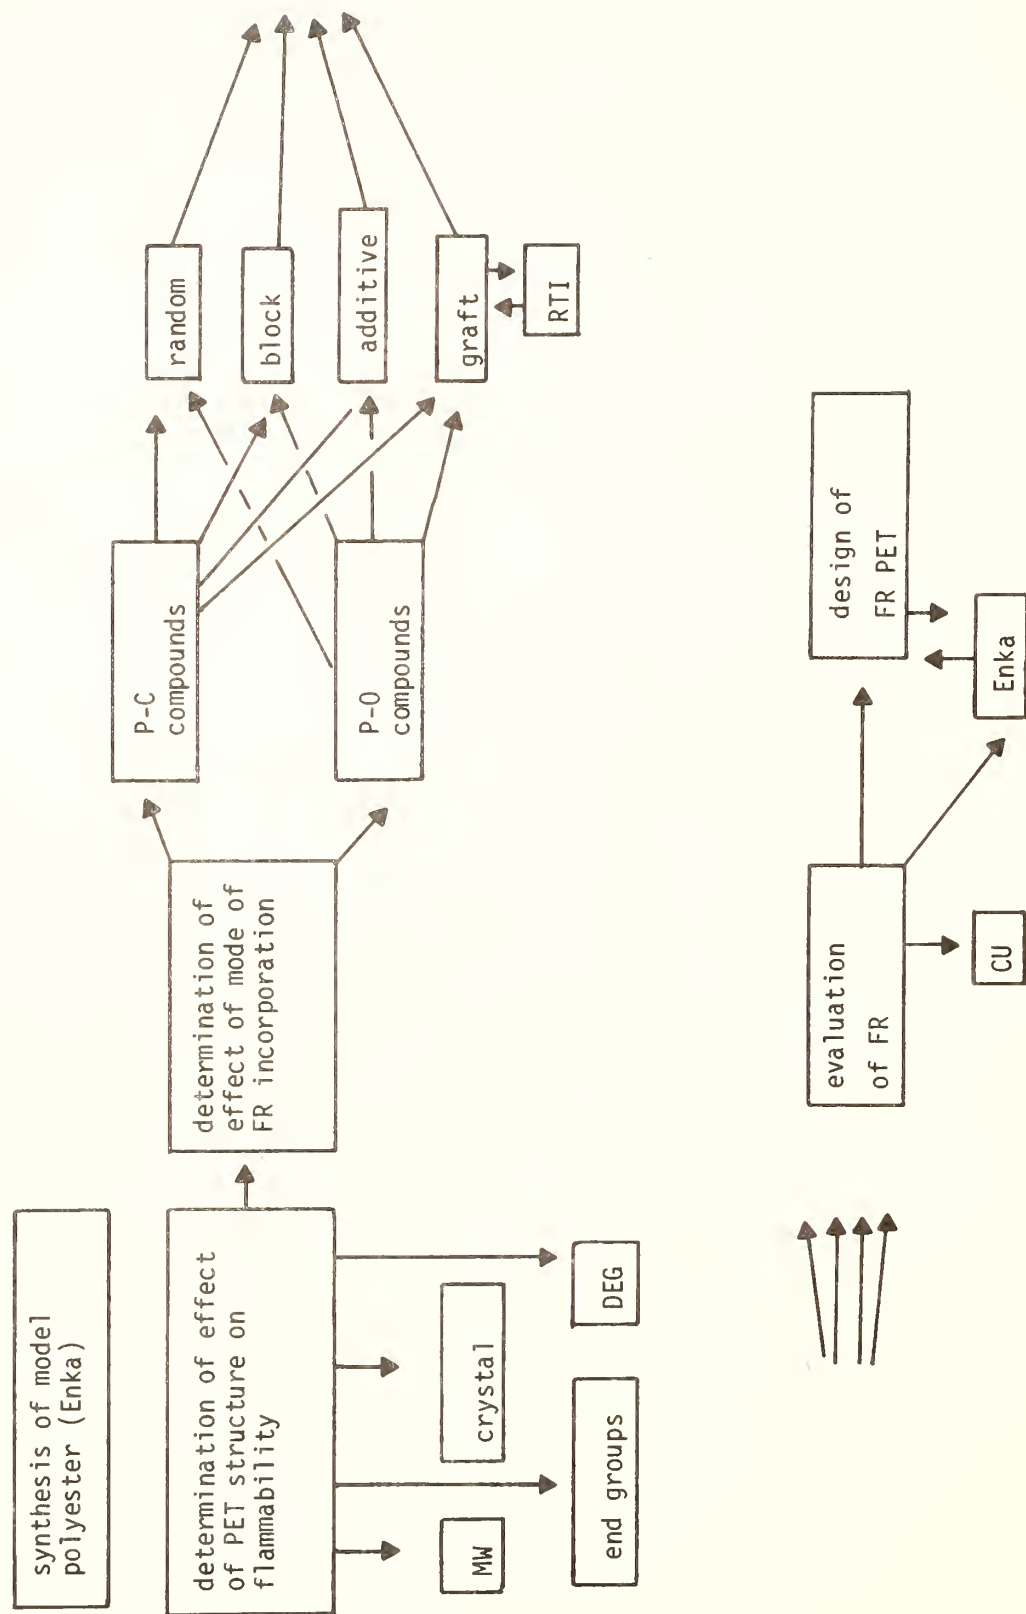 synthesis of model
polyester (Enka)
determination of effect
of PET structure on
flammability
MW
crystal
end groups
DEG
determination of
effect of mode of
FR incorporation
P-C
compounds
P-O
compounds
random
block
additive
graft
RTI
evaluation
of FR
CU
design of
FR PET
Enka